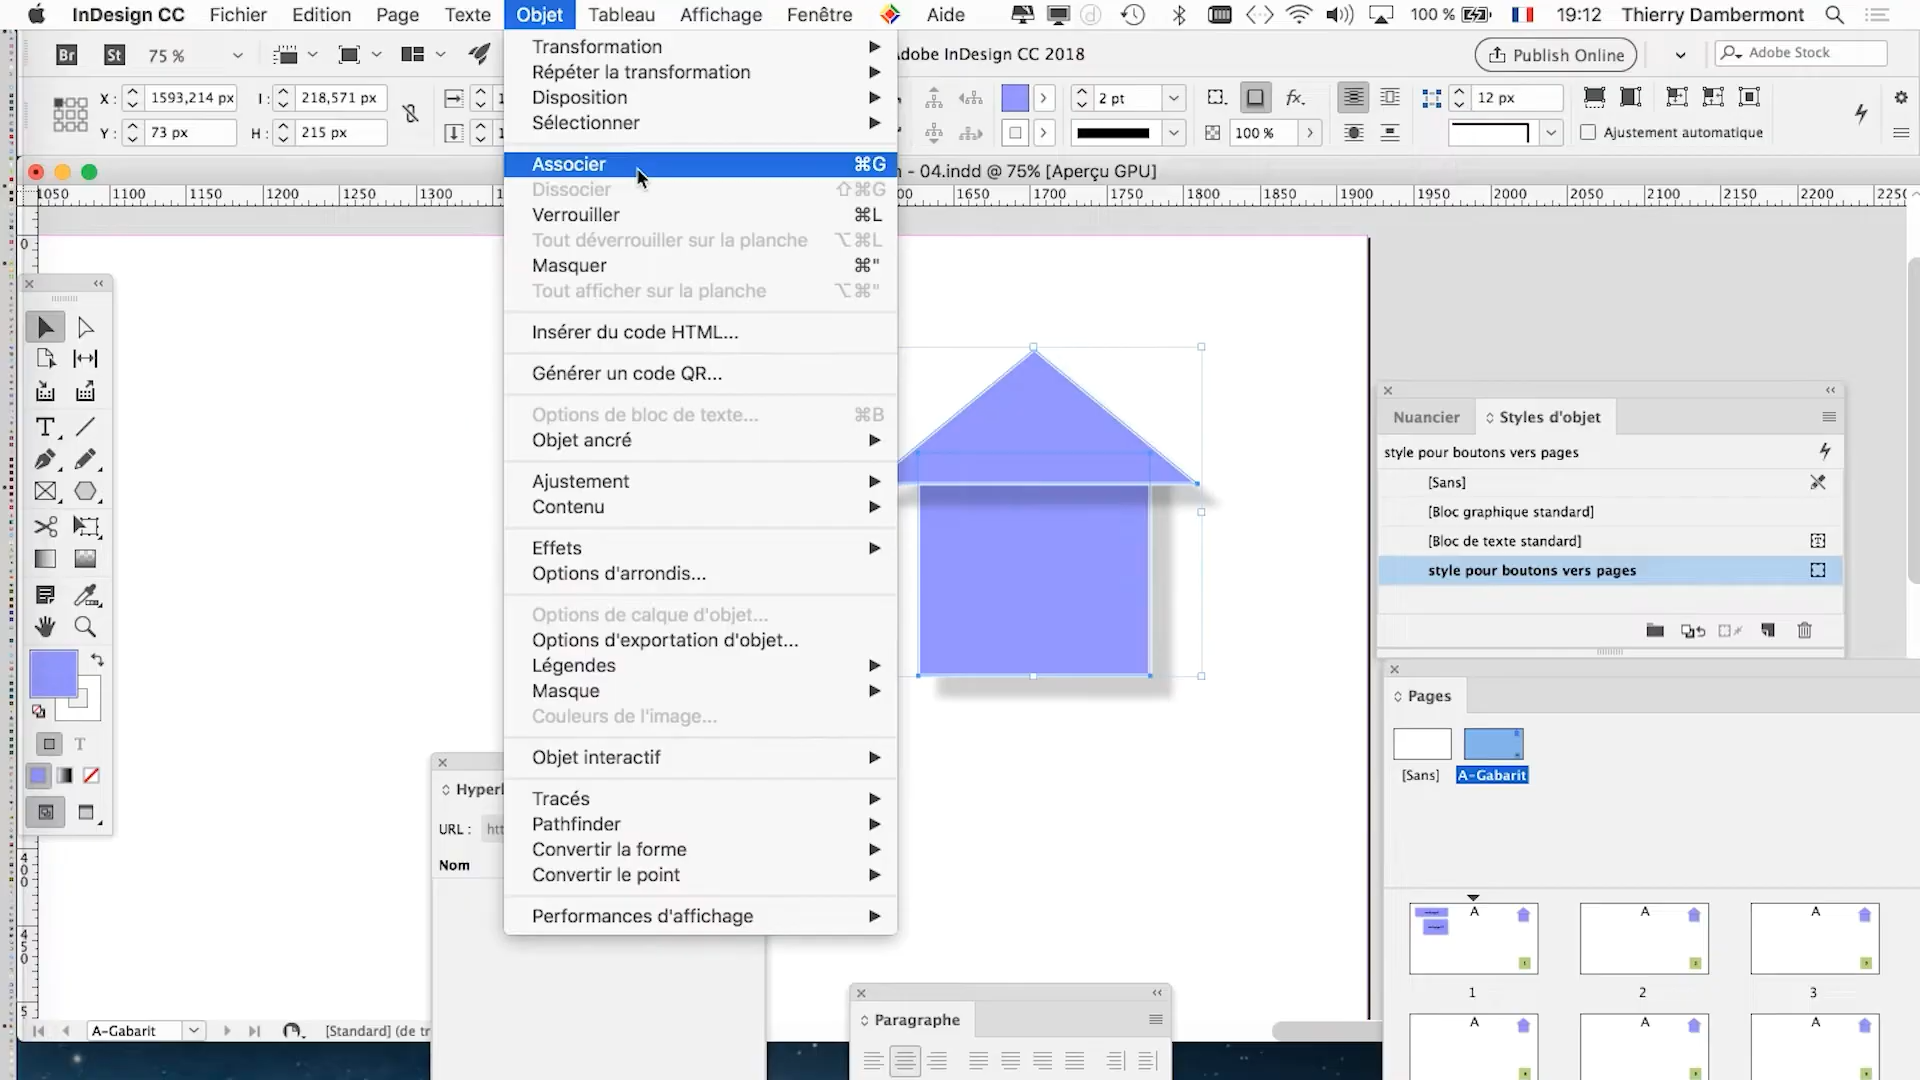 InDesign CC Fichier Edition Page Texte Objet Tableau Affichage Fenêtre Aide 100 % 19:12 Thierry Dambermont
Br St 75 % Adobe InDesign CC 2018 Publish Online Adobe Stock
X : 1593,214 px I : 218,571 px 2 pt fx. 12 px
Y : 73 px H : 215 px 100 % Ajustement automatique
- 04.indd @ 75% [Aperçu GPU]
1050 1100 1150 1200 1250 1300 1650 1700 1750 1800 1850 1900 1950 2000 2050 2100 2150 2200
Transformation
Répéter la transformation
Disposition
Sélectionner
Associer ⌘G
Dissocier ⇧⌘G
Verrouiller ⌘L
Tout déverrouiller sur la planche ⌥⌘L
Masquer ⌘"
Tout afficher sur la planche ⌥⌘"
Insérer du code HTML...
Générer un code QR...
Options de bloc de texte... ⌘B
Objet ancré
Ajustement
Contenu
Effets
Options d'arrondis...
Options de calque d'objet...
Options d'exportation d'objet...
Légendes
Masque
Couleurs de l'image...
Objet interactif
Tracés
Pathfinder
Convertir la forme
Convertir le point
Performances d'affichage
Nuancier Styles d'objet
style pour boutons vers pages
[Sans]
[Bloc graphique standard]
[Bloc de texte standard]
style pour boutons vers pages
Pages
[Sans] A-Gabarit
A A A
1 2 3
A A A
URL :
Nom
A-Gabarit [Standard] (de
Paragraphe